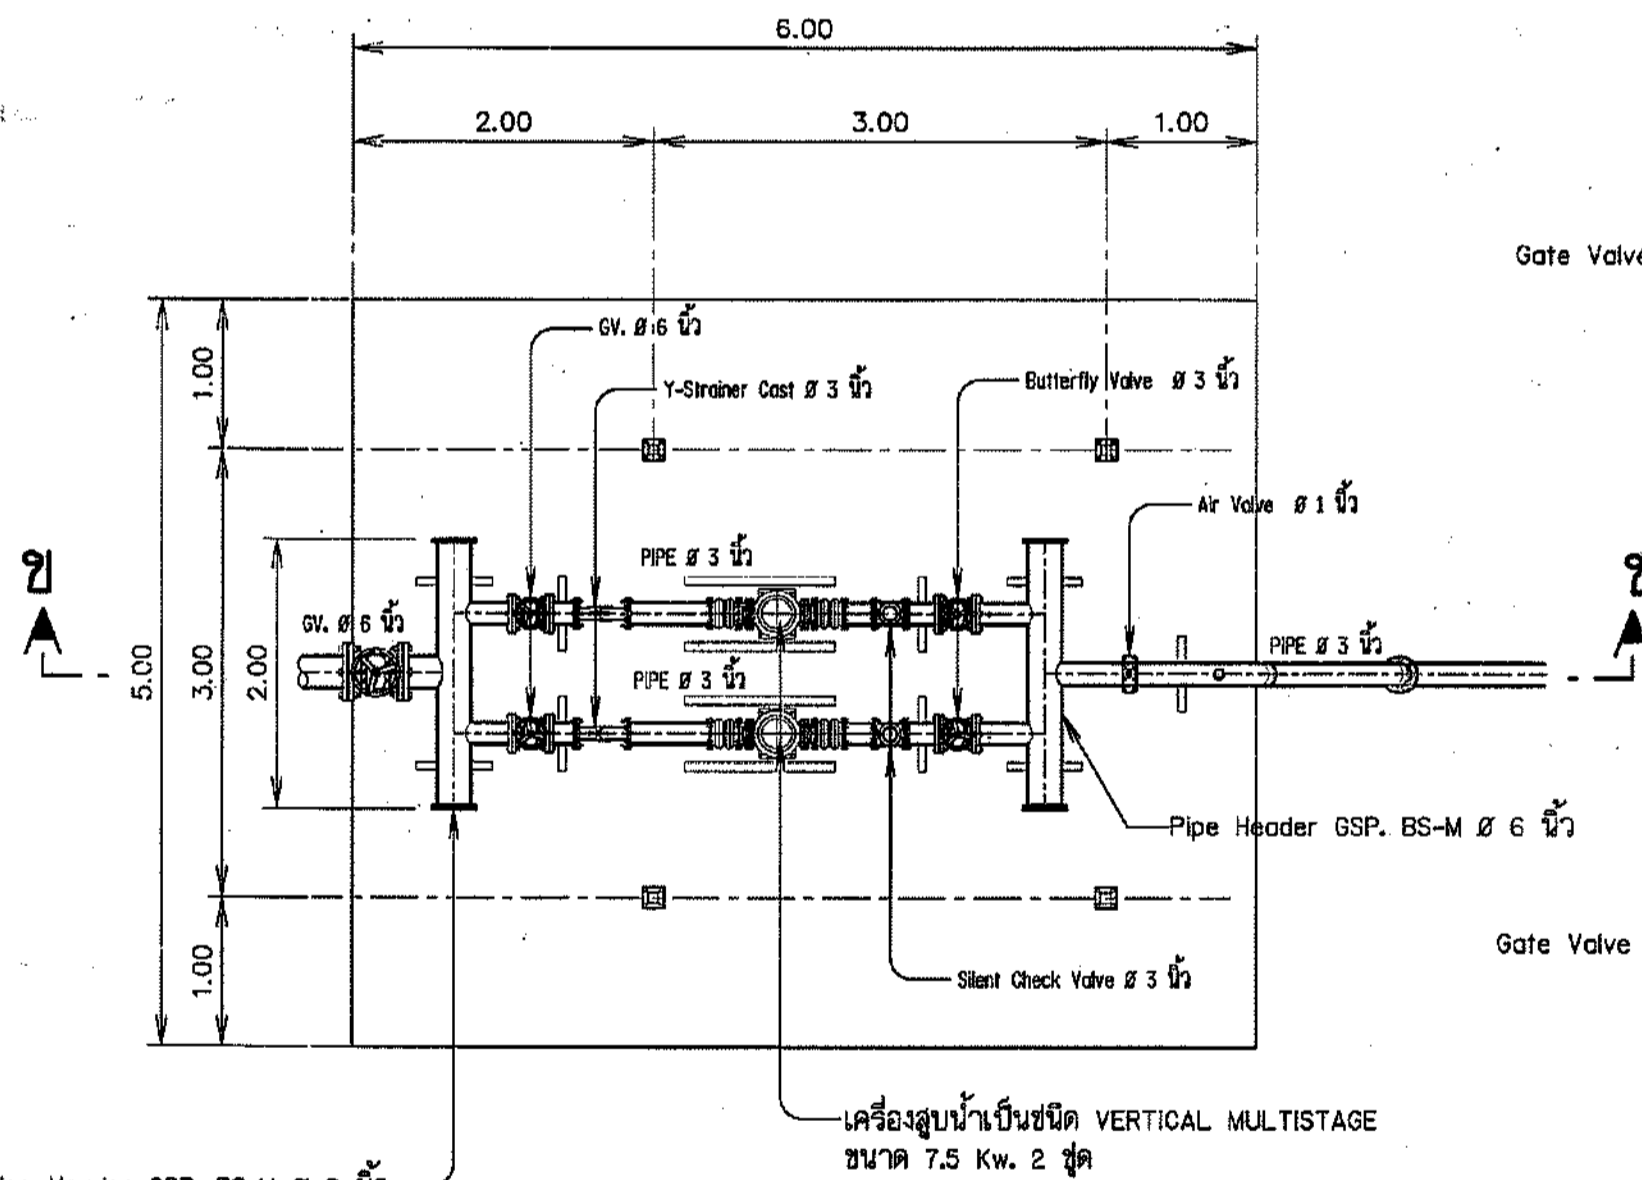 6.00
2.00 3.00 1.00
Gate Valve
GV. Ø 6 นิ้ว
1.00
Y-Strainer Cast Ø 3 นิ้ว
Butterfly Valve Ø 3 นิ้ว
Air Valve Ø 1 นิ้ว
ข
PIPE Ø 3 นิ้ว
ข
GV. Ø 6 นิ้ว
5.00
3.00
2.00
PIPE Ø 3 นิ้ว
PIPE Ø 3 นิ้ว
Pipe Header GSP. BS-M Ø 6 นิ้ว
1.00
Silent Check Valve Ø 3 นิ้ว
Gate Valve
เครื่องสูบน้ำเป็นชนิด VERTICAL MULTISTAGE
ขนาด 7.5 Kw. 2 ชุด